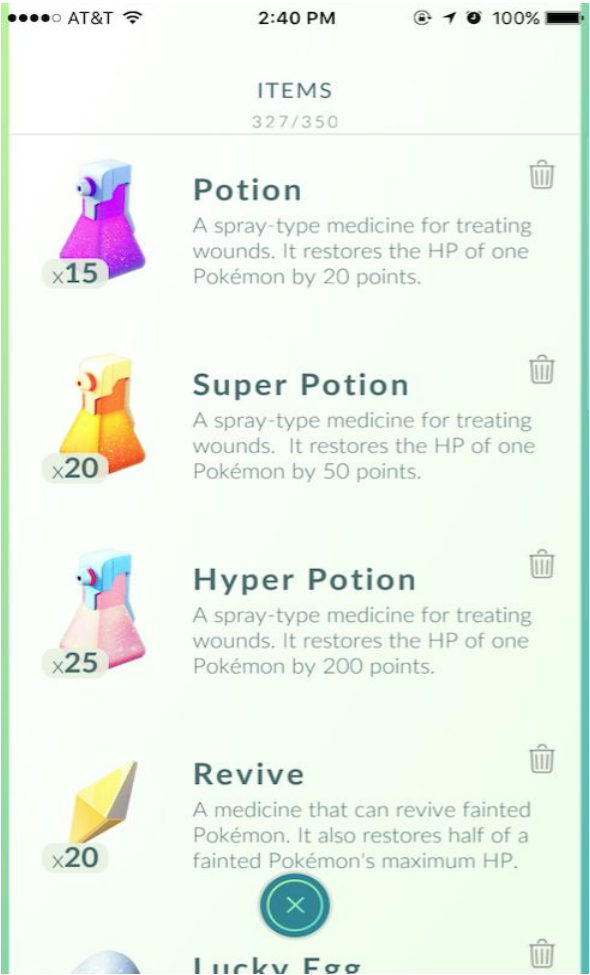 AT&T 2:40 PM 100%
ITEMS
327/350
Potion
A spray-type medicine for treating
wounds. It restores the HP of one
Pokémon by 20 points.
x15
Super Potion
A spray-type medicine for treating
wounds. It restores the HP of one
Pokémon by 50 points.
x20
Hyper Potion
A spray-type medicine for treating
wounds. It restores the HP of one
Pokémon by 200 points.
x25
Revive
A medicine that can revive fainted
Pokémon. It also restores half of a
fainted Pokémon's maximum HP.
x20
Lucky Egg